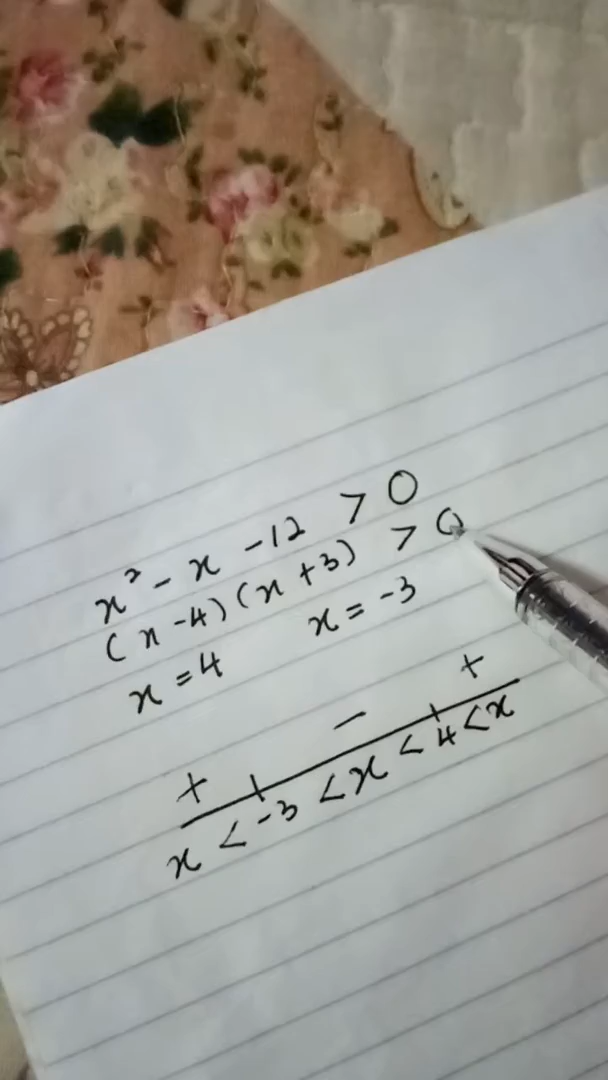 x² - x - 12 > 0
(x - 4)(x + 3) > 0
x = 4 x = -3
+ - +
x < -3 < x < 4 < x